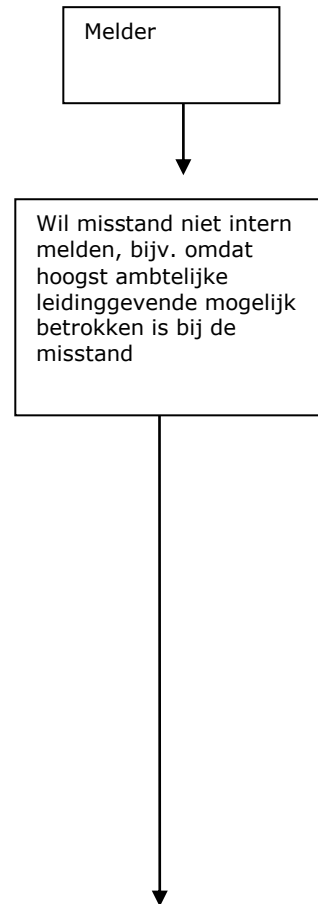 Melder
Wil misstand niet intern
melden, bijv. omdat
hoogst ambtelijke
leidinggevende mogelijk
betrokken is bij de
misstand